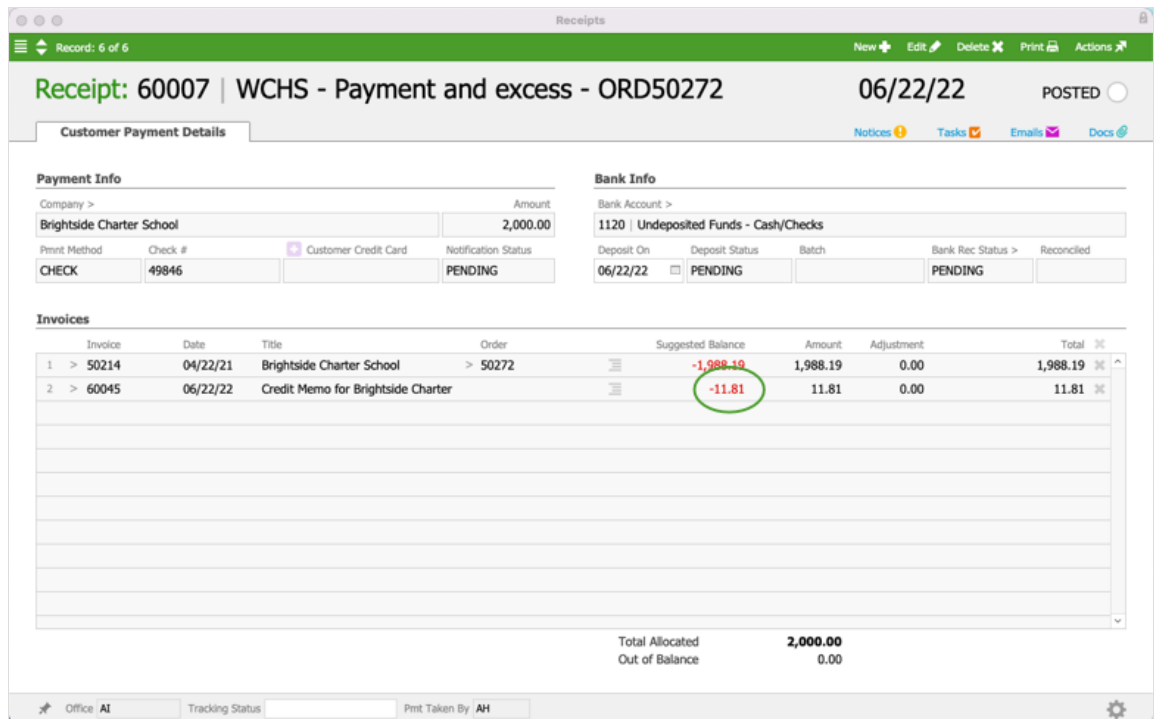 Receipts
Record: 6 of 6 New Edit Delete Print Actions
Receipt: 60007 | WCHS - Payment and excess - ORD50272 06/22/22 POSTED
Customer Payment Details Notices Tasks Emails Docs
Payment Info Bank Info
Company > Amount Bank Account >
Brightside Charter School 2,000.00 1120 | Undeposited Funds - Cash/Checks
Pmnt Method Check # Customer Credit Card Notification Status Deposit On Deposit Status Batch Bank Rec Status > Reconciled
CHECK 49846 PENDING 06/22/22 PENDING PENDING
Invoices
Invoice Date Title Order Suggested Balance Amount Adjustment Total
1 > 50214 04/22/21 Brightside Charter School > 50272 -1,988.19 1,988.19 0.00 1,988.19
2 > 60045 06/22/22 Credit Memo for Brightside Charter -11.81 11.81 0.00 11.81
Total Allocated 2,000.00
Out of Balance 0.00
Office AI Tracking Status Pmt Taken By AH